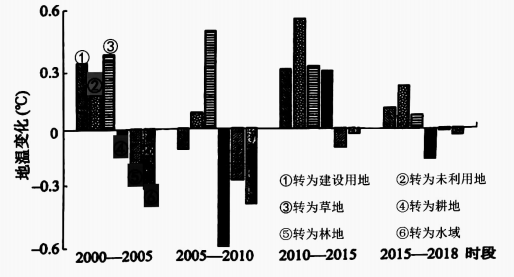 0.6
① ② ③
0.3
地温变化(℃)
0
-0.3
①转为建设用地 ②转为未利用地
③转为草地 ④转为耕地
⑤转为林地 ⑥转为水域
-0.6
2000—2005 2005—2010 2010—2015 2015—2018 时段